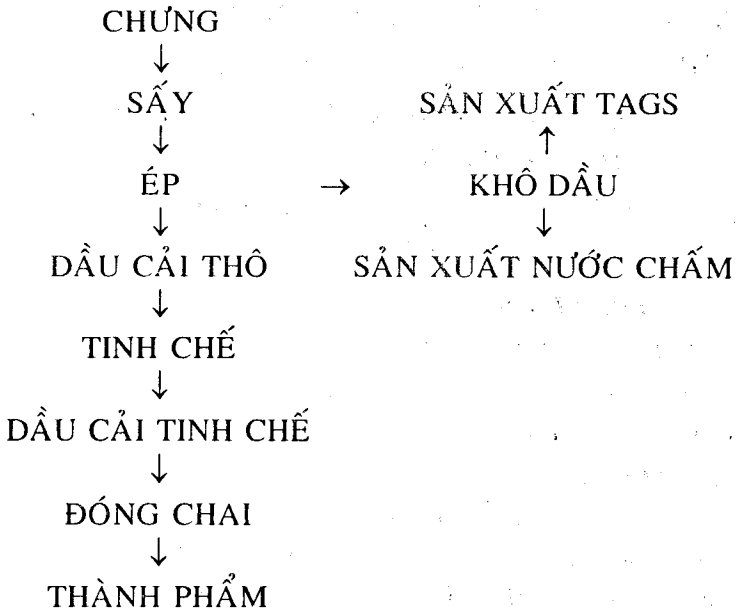 CHƯNG
↓
SẤY SẢN XUẤT TAGS
↓ ↑
ÉP → KHÔ DẦU
↓ ↓
DẦU CẢI THÔ SẢN XUẤT NƯỚC CHẤM
↓
TINH CHẾ
↓
DẦU CẢI TINH CHẾ
↓
ĐÓNG CHAI
↓
THÀNH PHẨM